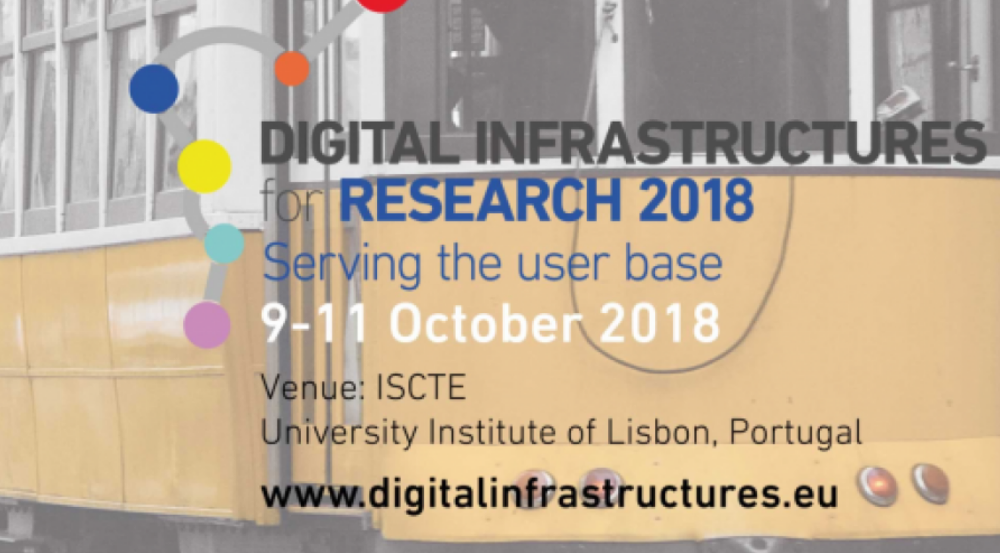 DIGITAL INFRASTRUCTURES
for RESEARCH 2018
Serving the user base
9-11 October 2018
Venue: ISCTE
University Institute of Lisbon, Portugal
www.digitalinfrastructures.eu